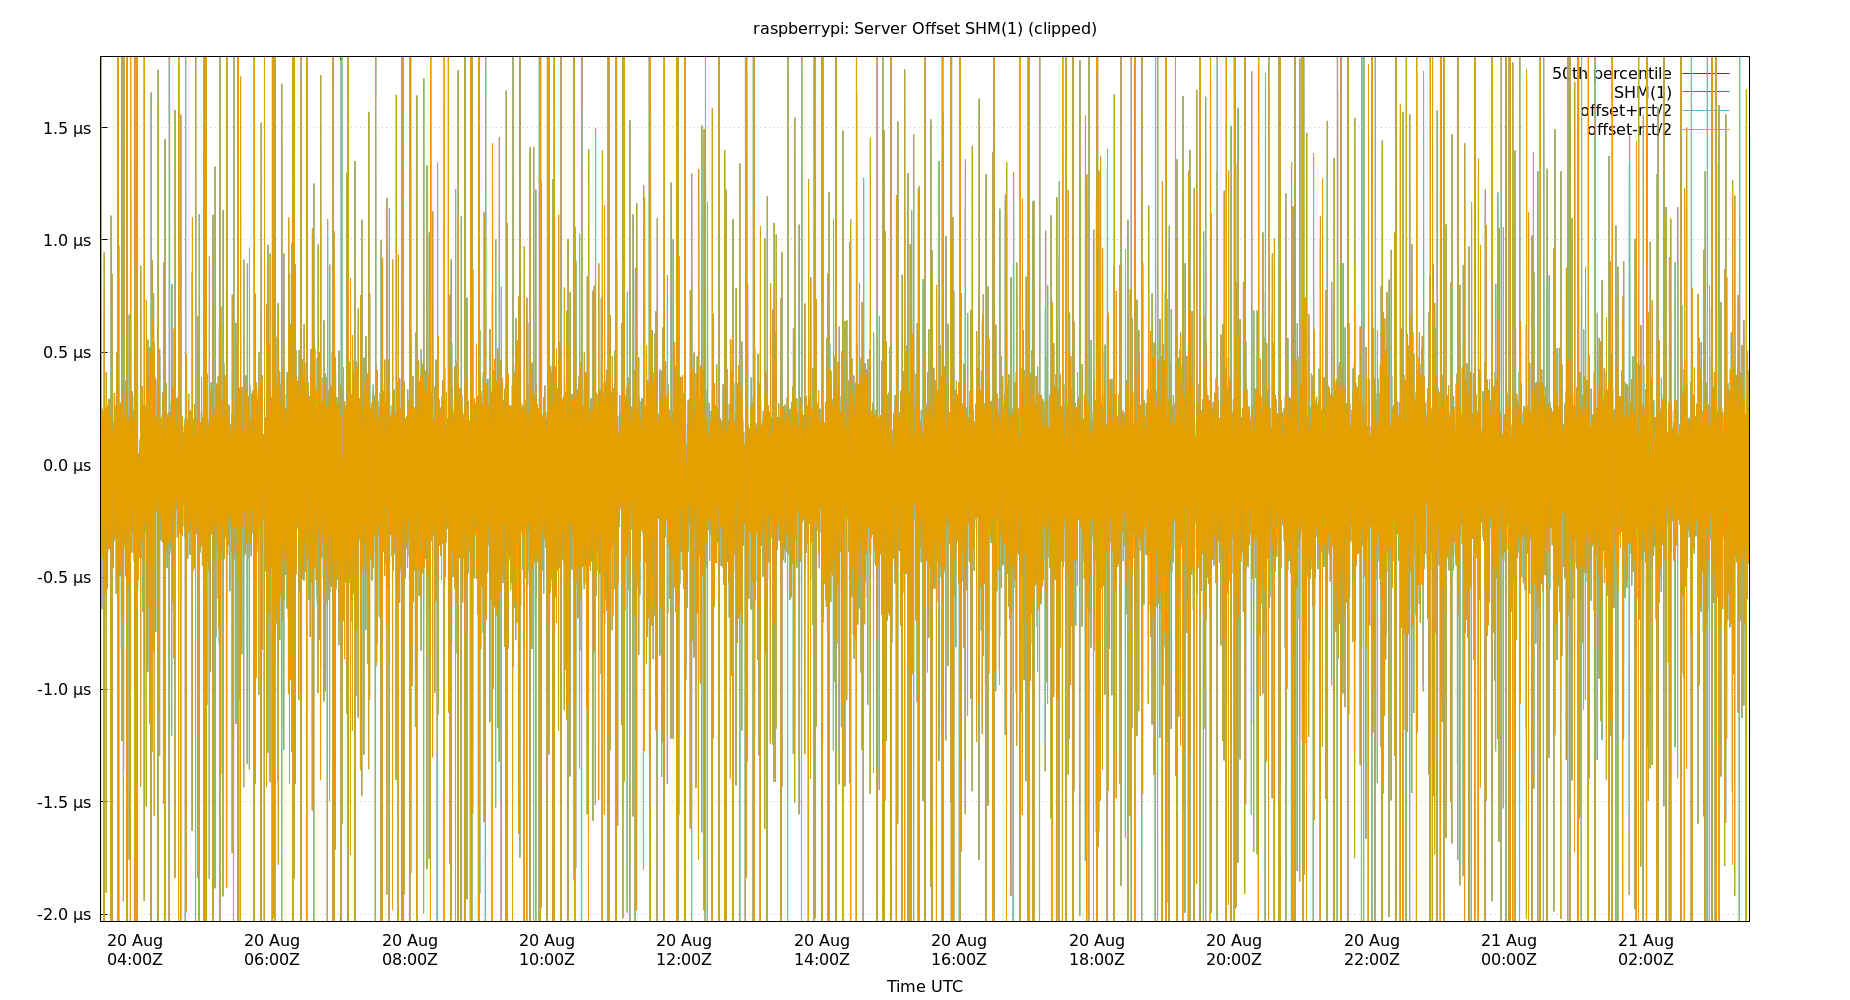 raspberrypi: Server Offset SHM(1) (clipped)
50th percentile
SHM(1)
offset+rtt/2
offset-rtt/2
1.5 µs
1.0 µs
0.5 µs
0.0 µs
-0.5 µs
-1.0 µs
-1.5 µs
-2.0 µs
20 Aug 20 Aug 20 Aug 20 Aug 20 Aug 20 Aug 20 Aug 20 Aug 20 Aug 20 Aug 21 Aug 21 Aug
04:00Z 06:00Z 08:00Z 10:00Z 12:00Z 14:00Z 16:00Z 18:00Z 20:00Z 22:00Z 00:00Z 02:00Z
Time UTC